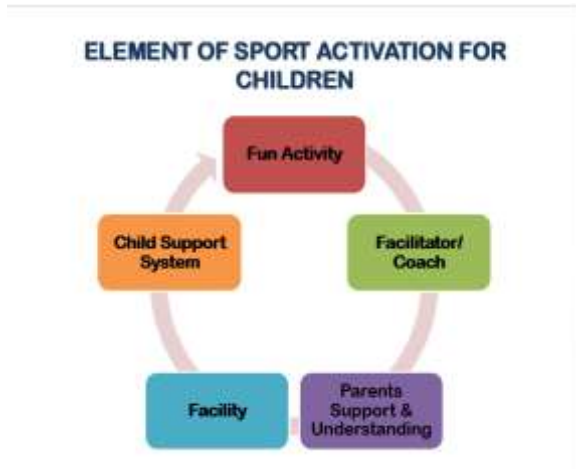 ELEMENT OF SPORT ACTIVATION FOR
CHILDREN
Fun Activity
Facilitator/
Coach
Parents
Support &
Understanding
Facility
Child Support
System